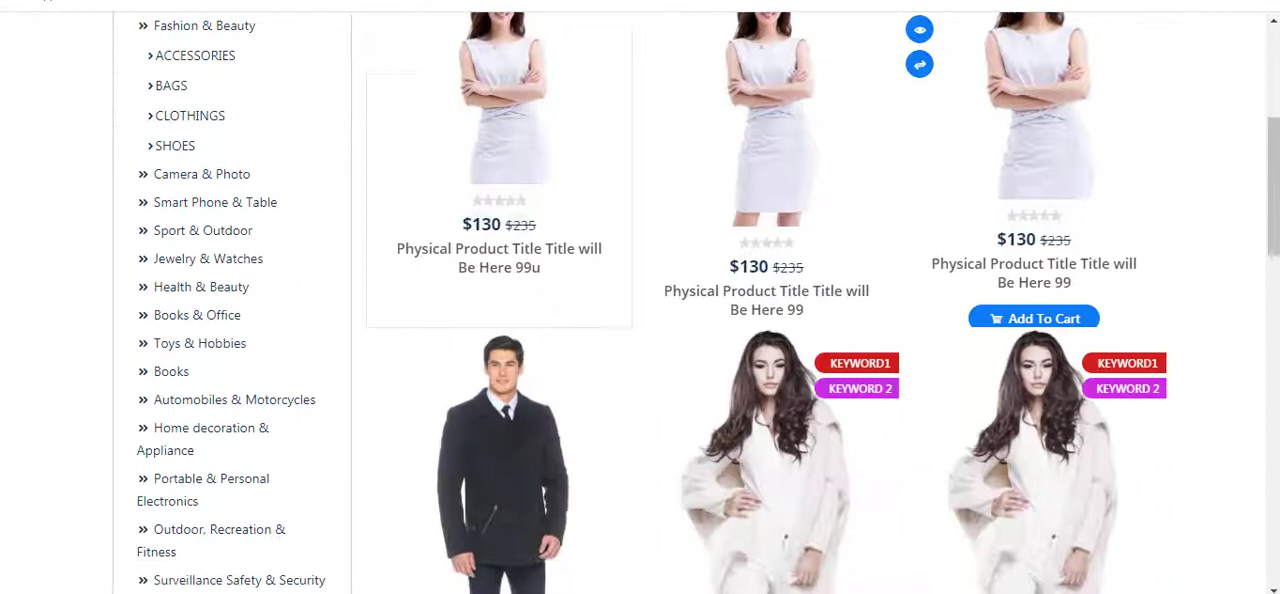 Fashion & Beauty
ACCESSORIES
BAGS
CLOTHINGS
SHOES
Camera & Photo
Smart Phone & Table
Sport & Outdoor
Jewelry & Watches
Health & Beauty
Books & Office
Toys & Hobbies
Books
Automobiles & Motorcycles
Home decoration &
Appliance
Portable & Personal
Electronics
Outdoor, Recreation &
Fitness
Surveillance Safety & Security
$130 $235
Physical Product Title Title will
Be Here 99u
$130 $235
Physical Product Title Title will
Be Here 99
$130 $235
Physical Product Title Title will
Be Here 99
Add To Cart
KEYWORD1
KEYWORD 2
KEYWORD1
KEYWORD 2